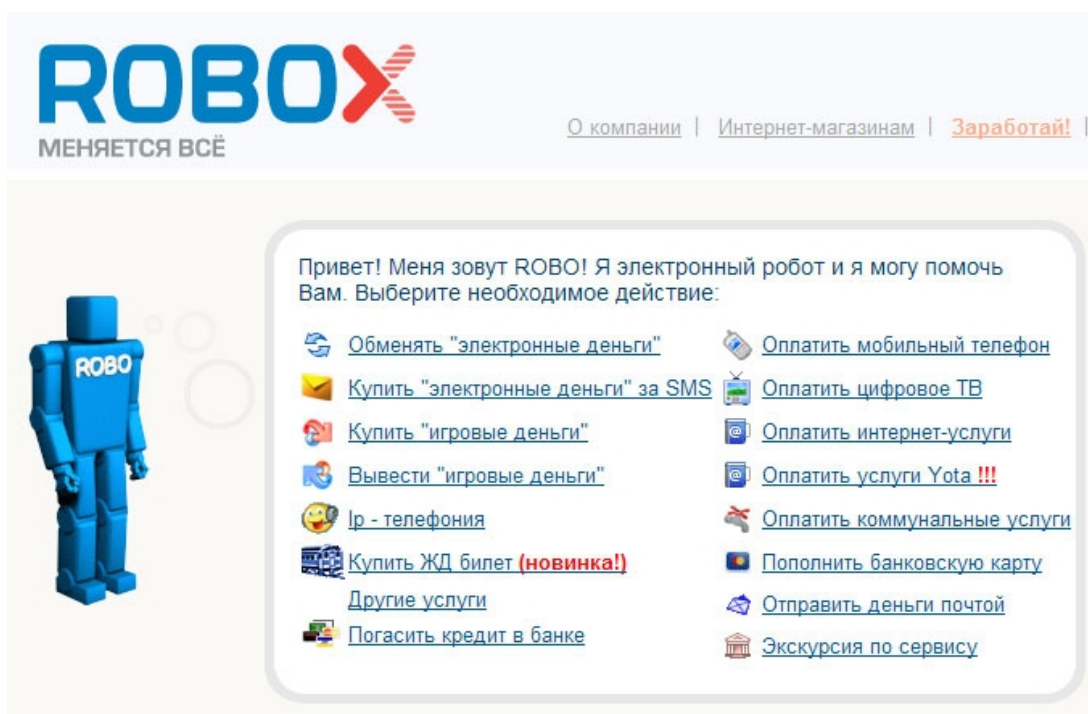 ROBOX
МЕНЯЕТСЯ ВСЁ
О компании | Интернет-магазинам | Заработай! |
Привет! Меня зовут ROBO! Я электронный робот и я могу помочь
Вам. Выберите необходимое действие:
ROBO
Обменять "электронные деньги"
Купить "электронные деньги" за SMS
Купить "игровые деньги"
Вывести "игровые деньги"
Ip - телефония
Купить ЖД билет (новинка!)
Другие услуги
Погасить кредит в банке
Оплатить мобильный телефон
Оплатить цифровое ТВ
Оплатить интернет-услуги
Оплатить услуги Yota !!!
Оплатить коммунальные услуги
Пополнить банковскую карту
Отправить деньги почтой
Экскурсия по сервису